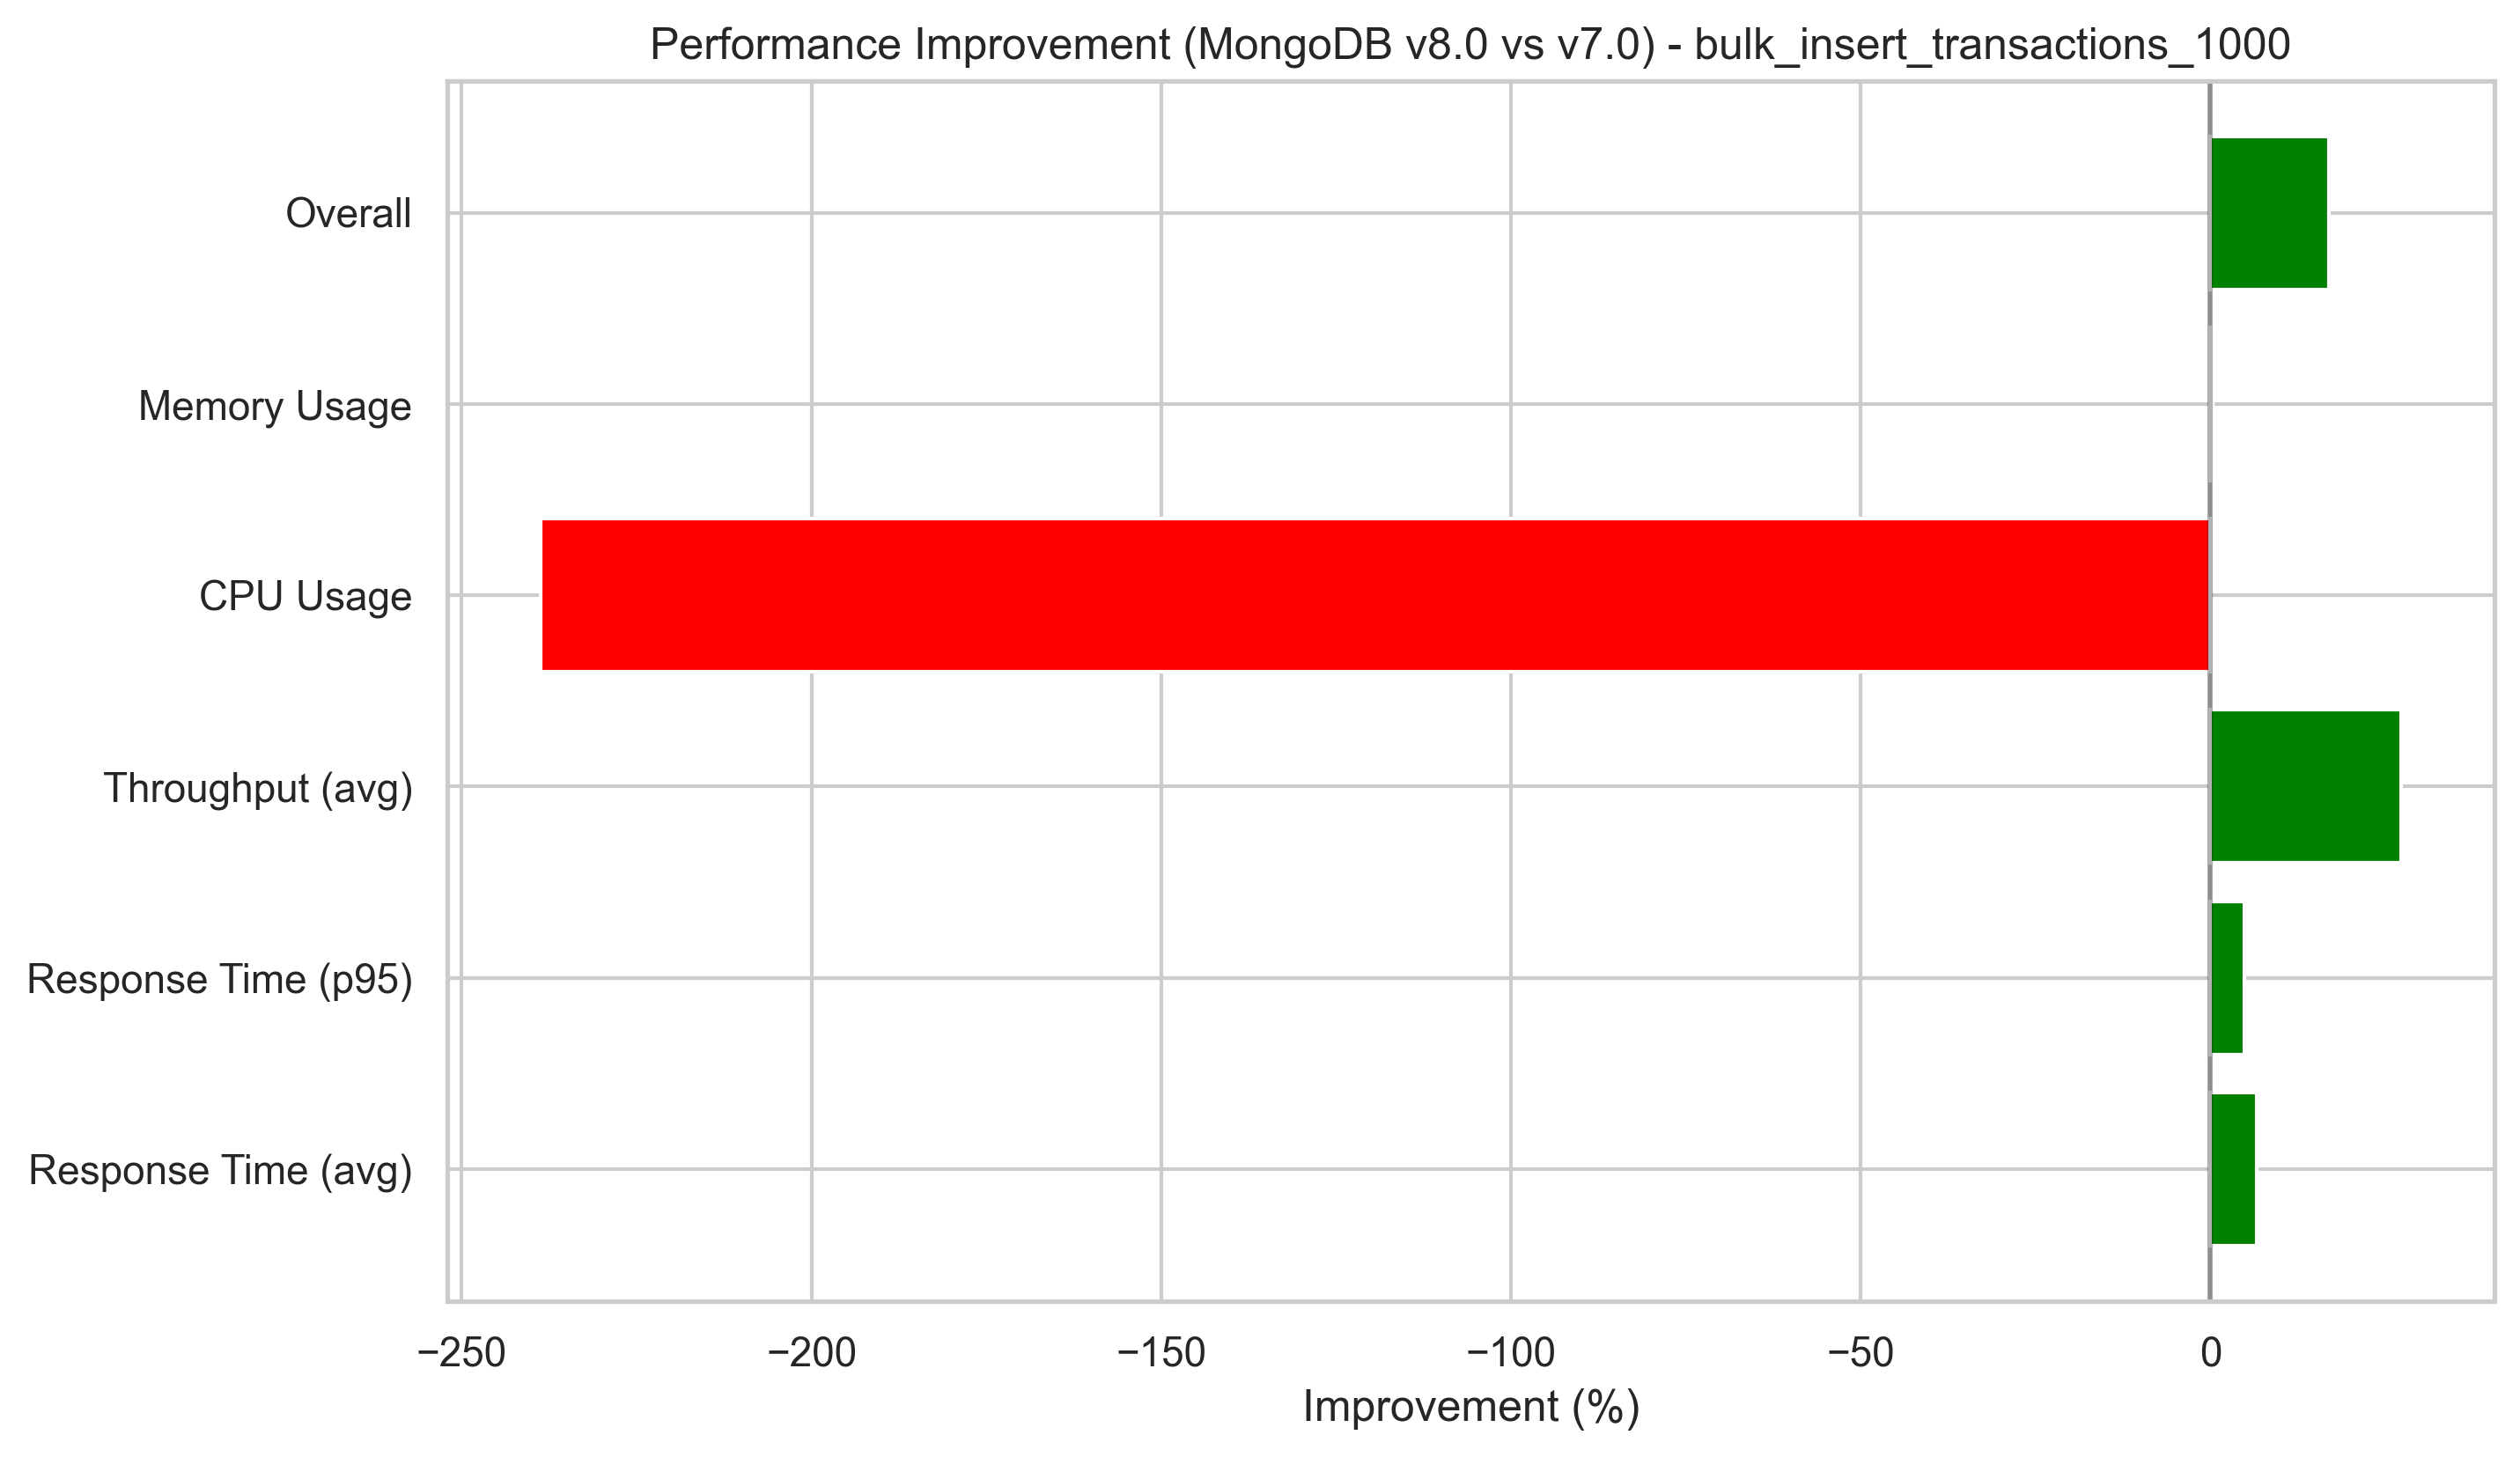 Performance Improvement (MongoDB v8.0 vs v7.0) - bulk_insert_transactions_1000
Overall
Memory Usage
CPU Usage
Throughput (avg)
Response Time (p95)
Response Time (avg)
−250 −200 −150 −100 −50 0
Improvement (%)